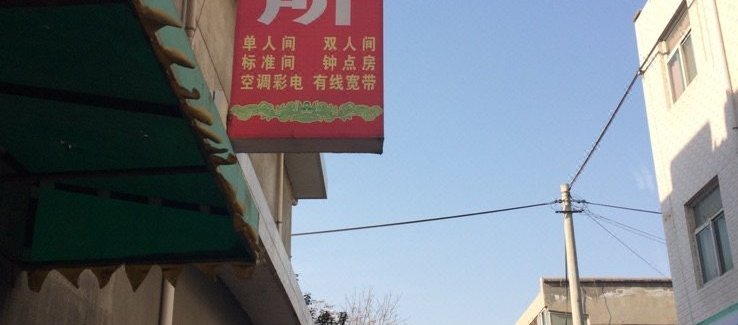 所
单人间 双人间
标准间 钟点房
空调彩电 有线宽带